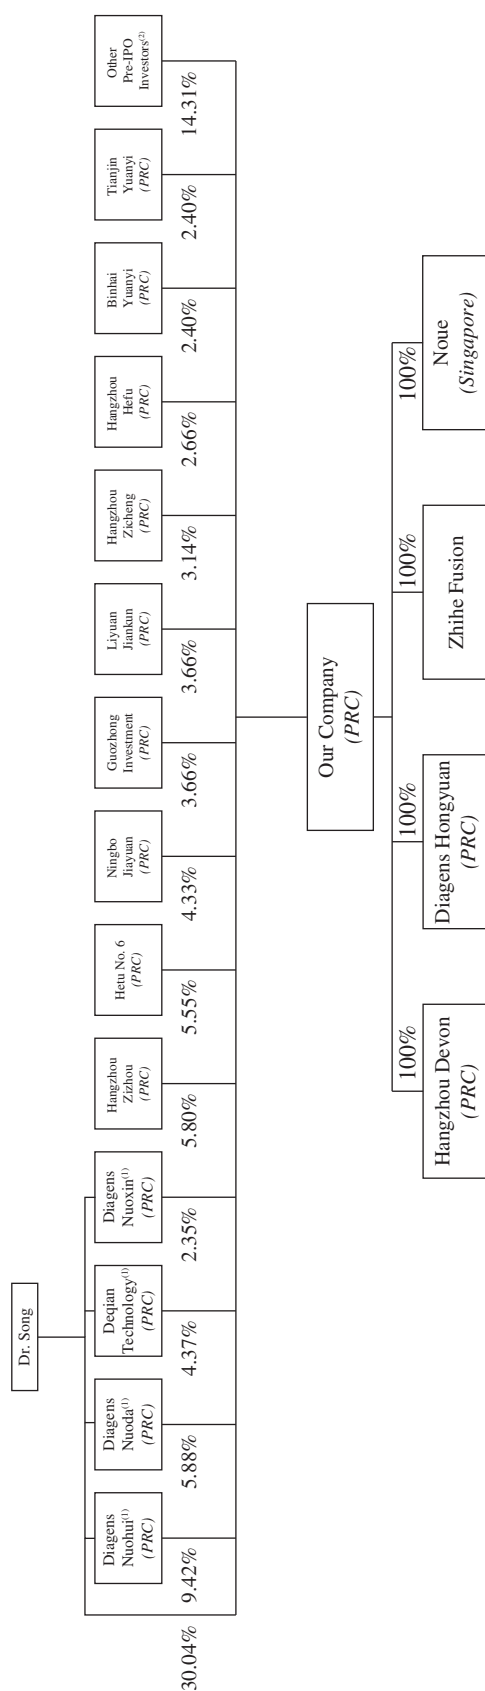 Dr. Song
Diagens
Nuohui(1)
(PRC)
Diagens
Nuoda(1)
(PRC)
Deqian
Technology(1)
(PRC)
Diagens
Nuoxin(1)
(PRC)
Hangzhou
Zizhou
(PRC)
Hetu No. 6
(PRC)
Ningbo
Jiayuan
(PRC)
Guozhong
Investment
(PRC)
Liyuan
Jiankun
(PRC)
Hangzhou
Zicheng
(PRC)
Hangzhou
Hefu
(PRC)
Binhai
Yuanyi
(PRC)
Tianjin
Yuanyi
(PRC)
Other
Pre-IPO
Investors(2)
30.04%
9.42%
5.88%
4.37%
2.35%
5.80%
5.55%
4.33%
3.66%
3.66%
3.14%
2.66%
2.40%
2.40%
14.31%
Our Company
(PRC)
100%
100%
100%
100%
Hangzhou Devon
(PRC)
Diagens Hongyuan
(PRC)
Zhihe Fusion
Noue
(Singapore)